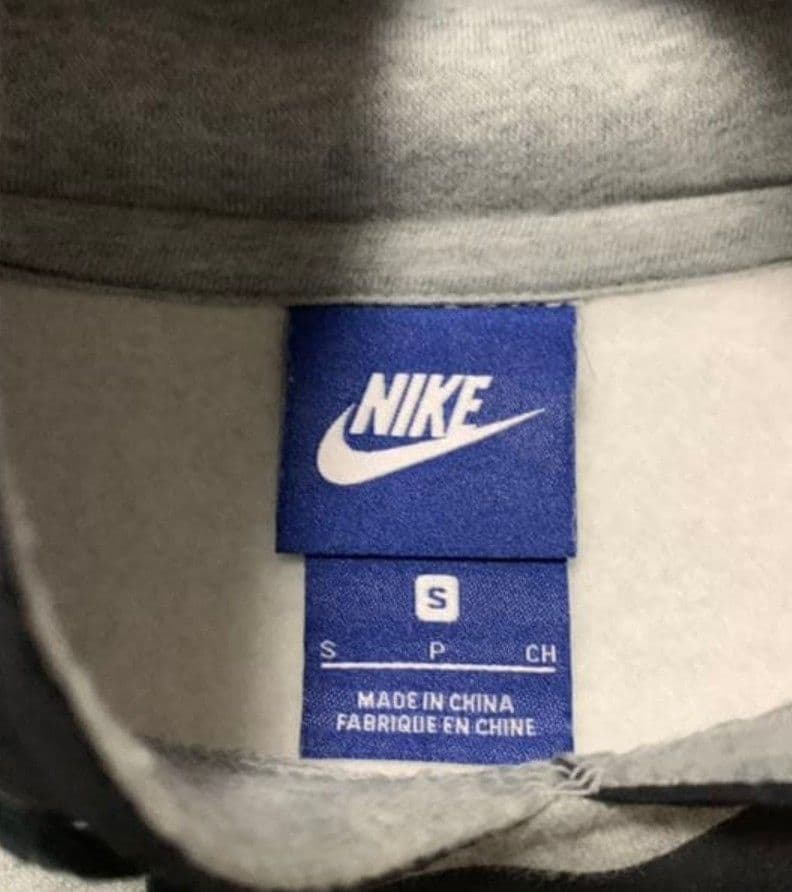 NIKE
S
S P CH
MADE IN CHINA
FABRIQUE EN CHINE